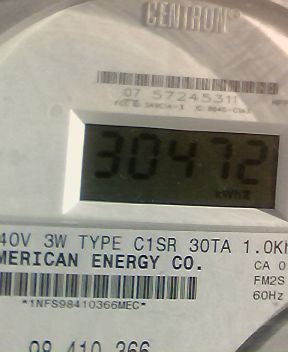 CENTRON®
07 57245311
30472
kWh
40V 3W TYPE C1SR 30TA 1.0K
MERICAN ENERGY CO.
CA 0
FM2S
60Hz
*1NFS98410366MEC*
98 410 366